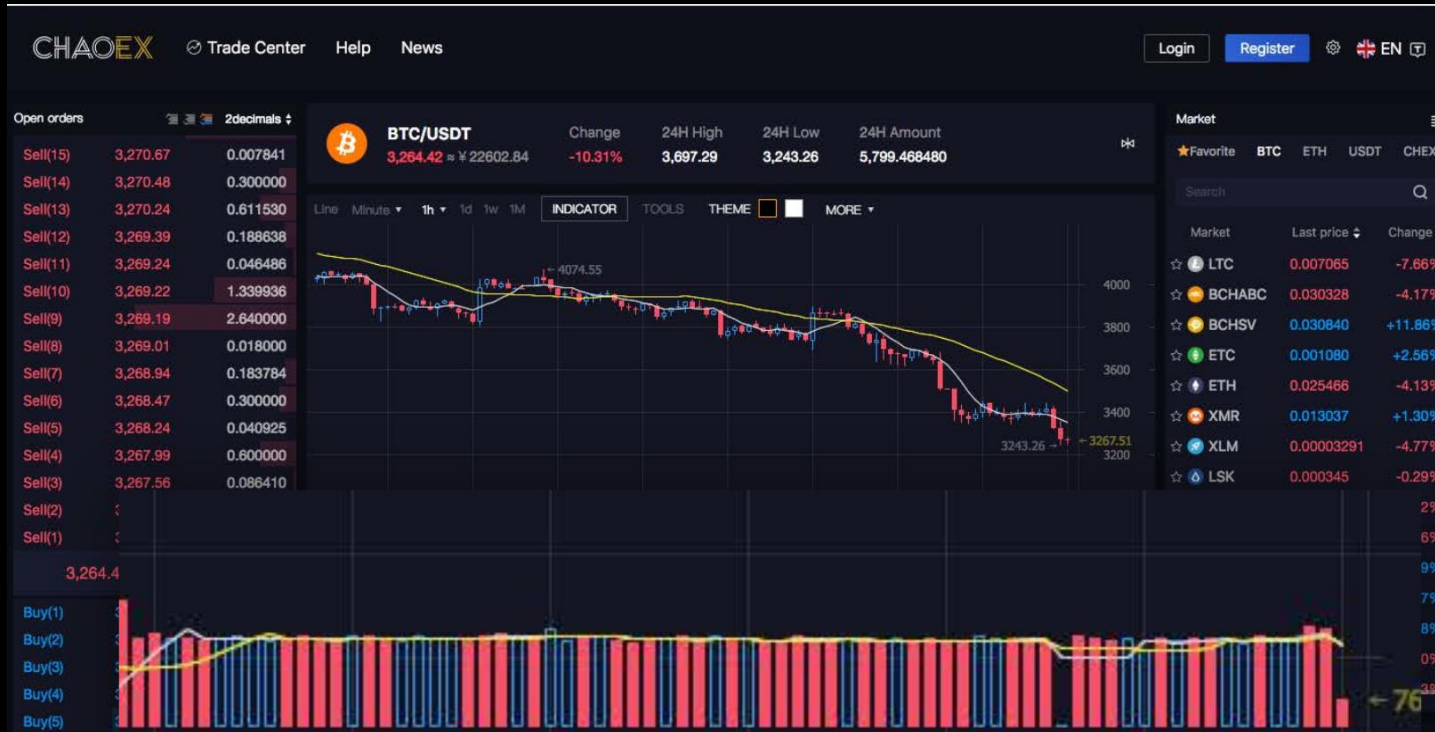 CHAOEX Trade Center Help News Login Register EN
Open orders 2decimals
Sell(15) 3,270.67 0.007841
Sell(14) 3,270.48 0.300000
Sell(13) 3,270.24 0.611530
Sell(12) 3,269.39 0.188638
Sell(11) 3,269.24 0.046486
Sell(10) 3,269.22 1.339936
Sell(9) 3,269.19 2.640000
Sell(8) 3,269.01 0.018000
Sell(7) 3,268.94 0.183784
Sell(6) 3,268.47 0.300000
Sell(5) 3,268.24 0.040925
Sell(4) 3,267.99 0.600000
Sell(3) 3,267.56 0.086410
Sell(2)
Sell(1)
3,264.4
Buy(1)
Buy(2)
Buy(3)
Buy(4)
Buy(5)
BTC/USDT Change 24H High 24H Low 24H Amount
3,264.42 ≈ ¥ 22602.84 -10.31% 3,697.29 3,243.26 5,799.468480
Line Minute 1h 1d 1w 1M INDICATOR TOOLS THEME MORE
4074.55
4000
3800
3600
3400
3267.51
3243.26
3200
76
Market
Favorite BTC ETH USDT CHEX
Search
Market Last price Change
LTC 0.007065 -7.66%
BCHABC 0.030328 -4.17%
BCHSV 0.030840 +11.86%
ETC 0.001080 +2.56%
ETH 0.025466 -4.13%
XMR 0.013037 +1.30%
XLM 0.00003291 -4.77%
LSK 0.000345 -0.29%
2%
6%
9%
7%
8%
0%
3%